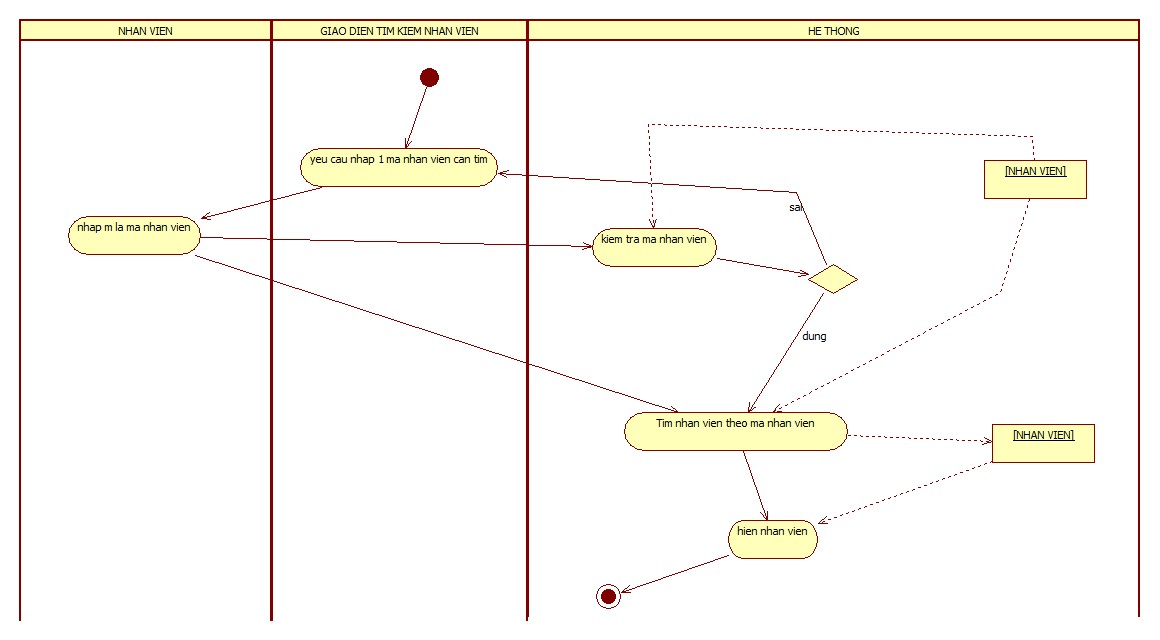 NHAN VIEN
GIAO DIEN TIM KIEM NHAN VIEN
HE THONG
yeu cau nhap 1 ma nhan vien can tim
[NHAN VIEN]
sai
nhap m la ma nhan vien
kiem tra ma nhan vien
dung
Tim nhan vien theo ma nhan vien
[NHAN VIEN]
hien nhan vien